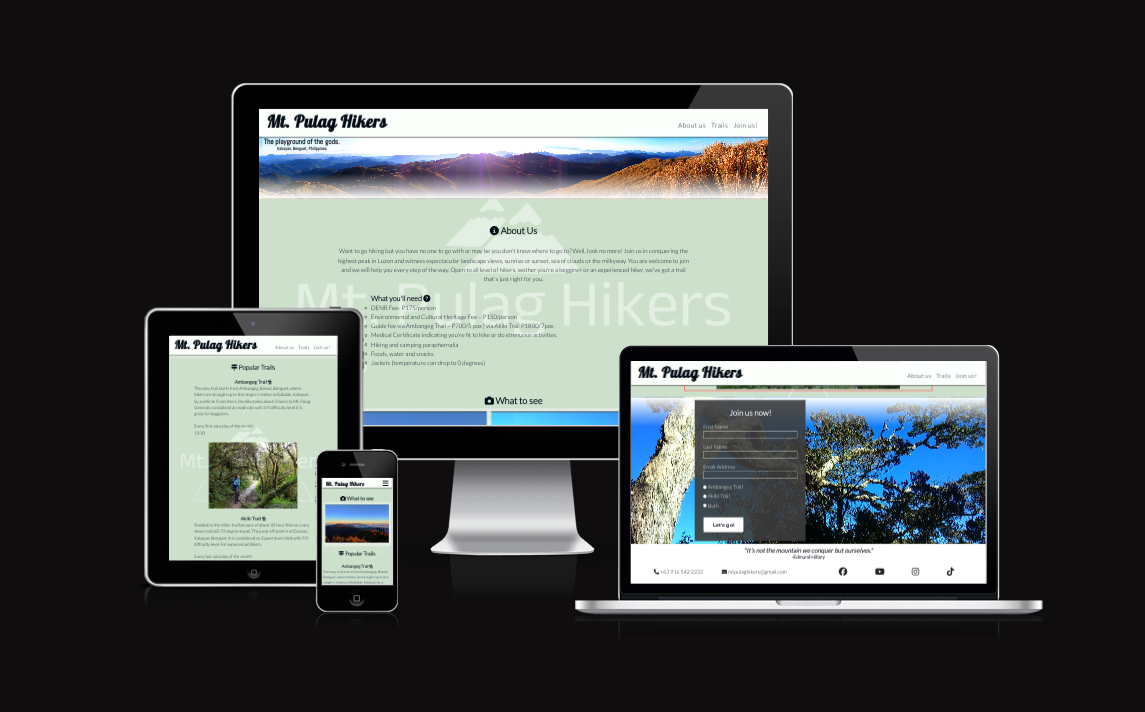 Mt. Pulag Hikers
About us Trails Join us!
The playground of the gods.
Kabayan, Benguet, Philippines
About Us
Want to go hiking but you have no one to go with or may be you don't know where to go to? Well look no more! Join us in conquering the
highest peak in Luzon and witness expectacular landscape views, sunrise or sunset, sea of clouds or the milkyway. You are welcome to join
and we will help you every step of the way. Open to all level of hikers, wether you're a begginer or an experienced hiker, we've got a trail
that's just right for you.
Mt. Pulag Hikers
What you'll need
DENR Fee- P175/person
Environmental and Cultural Heritage Fee – P150/person
Guide fee via Ambangeg Trail – P700/5 pax | via Akiki Trail P1800/7pax
Medical Certificate indicating you're fit to hike or do strenuous activities.
Hiking and camping paraphernalia
Foods, water and snacks
Jackets (temperature can drop to 0 degrees)
What to see
Mt. Pulag Hikers
About us Trails Join us!
Popular Trails
Ambangeg Trail
Every first saturday of the month
Akiki Trail
Every last saturday of the month
Mt. Pulag Hikers
What to see
Popular Trails
Ambangeg Trail
Mt. Pulag Hikers
About us Trails Join us!
Join us now!
First Name
Last Name
Email Address
Ambangeg Trail
Akiki Trail
Both
Let's go!
"It's not the mountain we conquer but ourselves."
-Edmund Hillary
+63 916 542 2222
mtpulaghikers@gmail.com